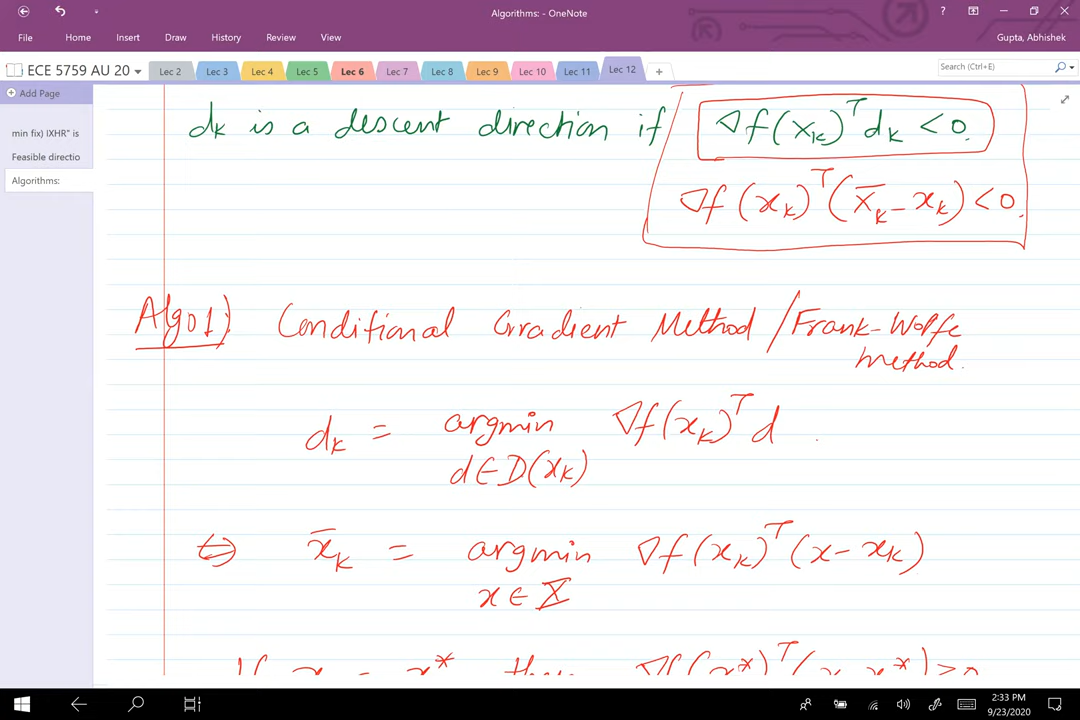 Algorithms: - OneNote
File Home Insert Draw History Review View Gupta, Abhishek
ECE 5759 AU 20 Lec 2 Lec 3 Lec 4 Lec 5 Lec 6 Lec 7 Lec 8 Lec 9 Lec 10 Lec 11 Lec 12 Search (Ctrl+E)
Add Page
min f(x) lXHR" is
Feasible directio
Algorithms:
dk is a descent direction if ∇f(xk)ᵀdk < 0.
∇f(xk)ᵀ(x̄k - xk) < 0.
Algo 1: Conditional Gradient Method / Frank-Wolfe
method.
dk = argmin ∇f(xk)ᵀ d
d ∈ D(xk)
⇔ x̄k = argmin ∇f(xk)ᵀ(x - xk)
x ∈ X
If x = x* then ∇f(x*)ᵀ(x - x*) ≥ 0
2:33 PM
9/23/2020